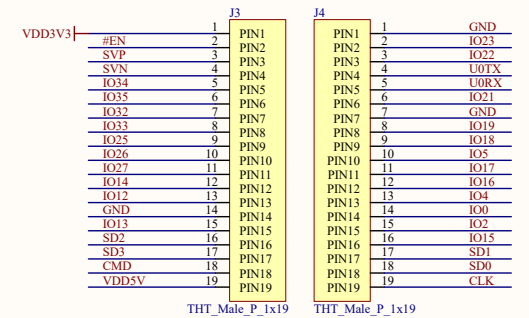 J3 J4
VDD3V3 1 PIN1 PIN1 1 GND
#EN 2 PIN2 PIN2 2 IO23
SVP 3 PIN3 PIN3 3 IO22
SVN 4 PIN4 PIN4 4 U0TX
IO34 5 PIN5 PIN5 5 U0RX
IO35 6 PIN6 PIN6 6 IO21
IO32 7 PIN7 PIN7 7 GND
IO33 8 PIN8 PIN8 8 IO19
IO25 9 PIN9 PIN9 9 IO18
IO26 10 PIN10 PIN10 10 IO5
IO27 11 PIN11 PIN11 11 IO17
IO14 12 PIN12 PIN12 12 IO16
IO12 13 PIN13 PIN13 13 IO4
GND 14 PIN14 PIN14 14 IO0
IO13 15 PIN15 PIN15 15 IO2
SD2 16 PIN16 PIN16 16 IO15
SD3 17 PIN17 PIN17 17 SD1
CMD 18 PIN18 PIN18 18 SD0
VDD5V 19 PIN19 PIN19 19 CLK
THT_Male_P_1x19 THT_Male_P_1x19